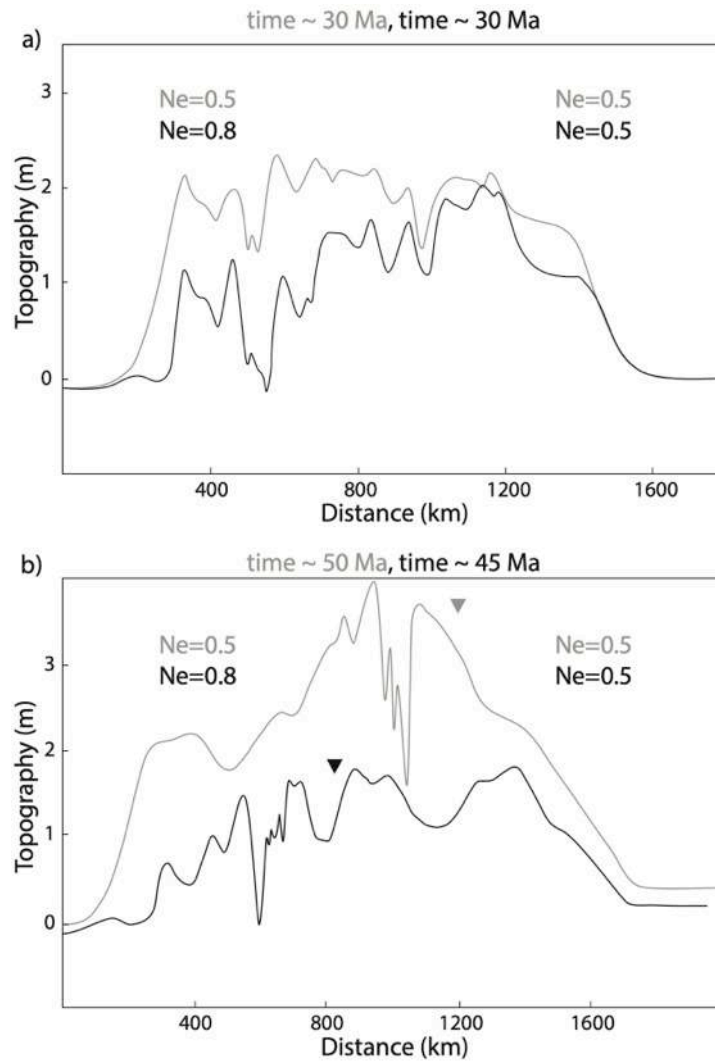 time ~ 30 Ma, time ~ 30 Ma
a)
3
2
1
0
Topography (m)
Ne=0.5
Ne=0.8
Ne=0.5
Ne=0.5
400
800
1200
1600
Distance (km)
time ~ 50 Ma, time ~ 45 Ma
b)
3
2
1
0
Topography (m)
Ne=0.5
Ne=0.8
Ne=0.5
Ne=0.5
400
800
1200
1600
Distance (km)